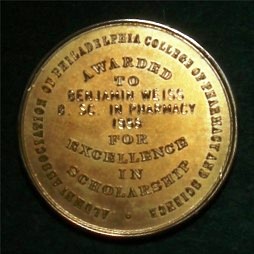 ALUMNI ASSOCIATION OF PHILADELPHIA COLLEGE OF PHARMACY AND SCIENCE
AWARDED
TO
BENJAMIN WEISS
B. SC. IN PHARMACY
FOR
EXCELLENCE
IN
SCHOLARSHIP